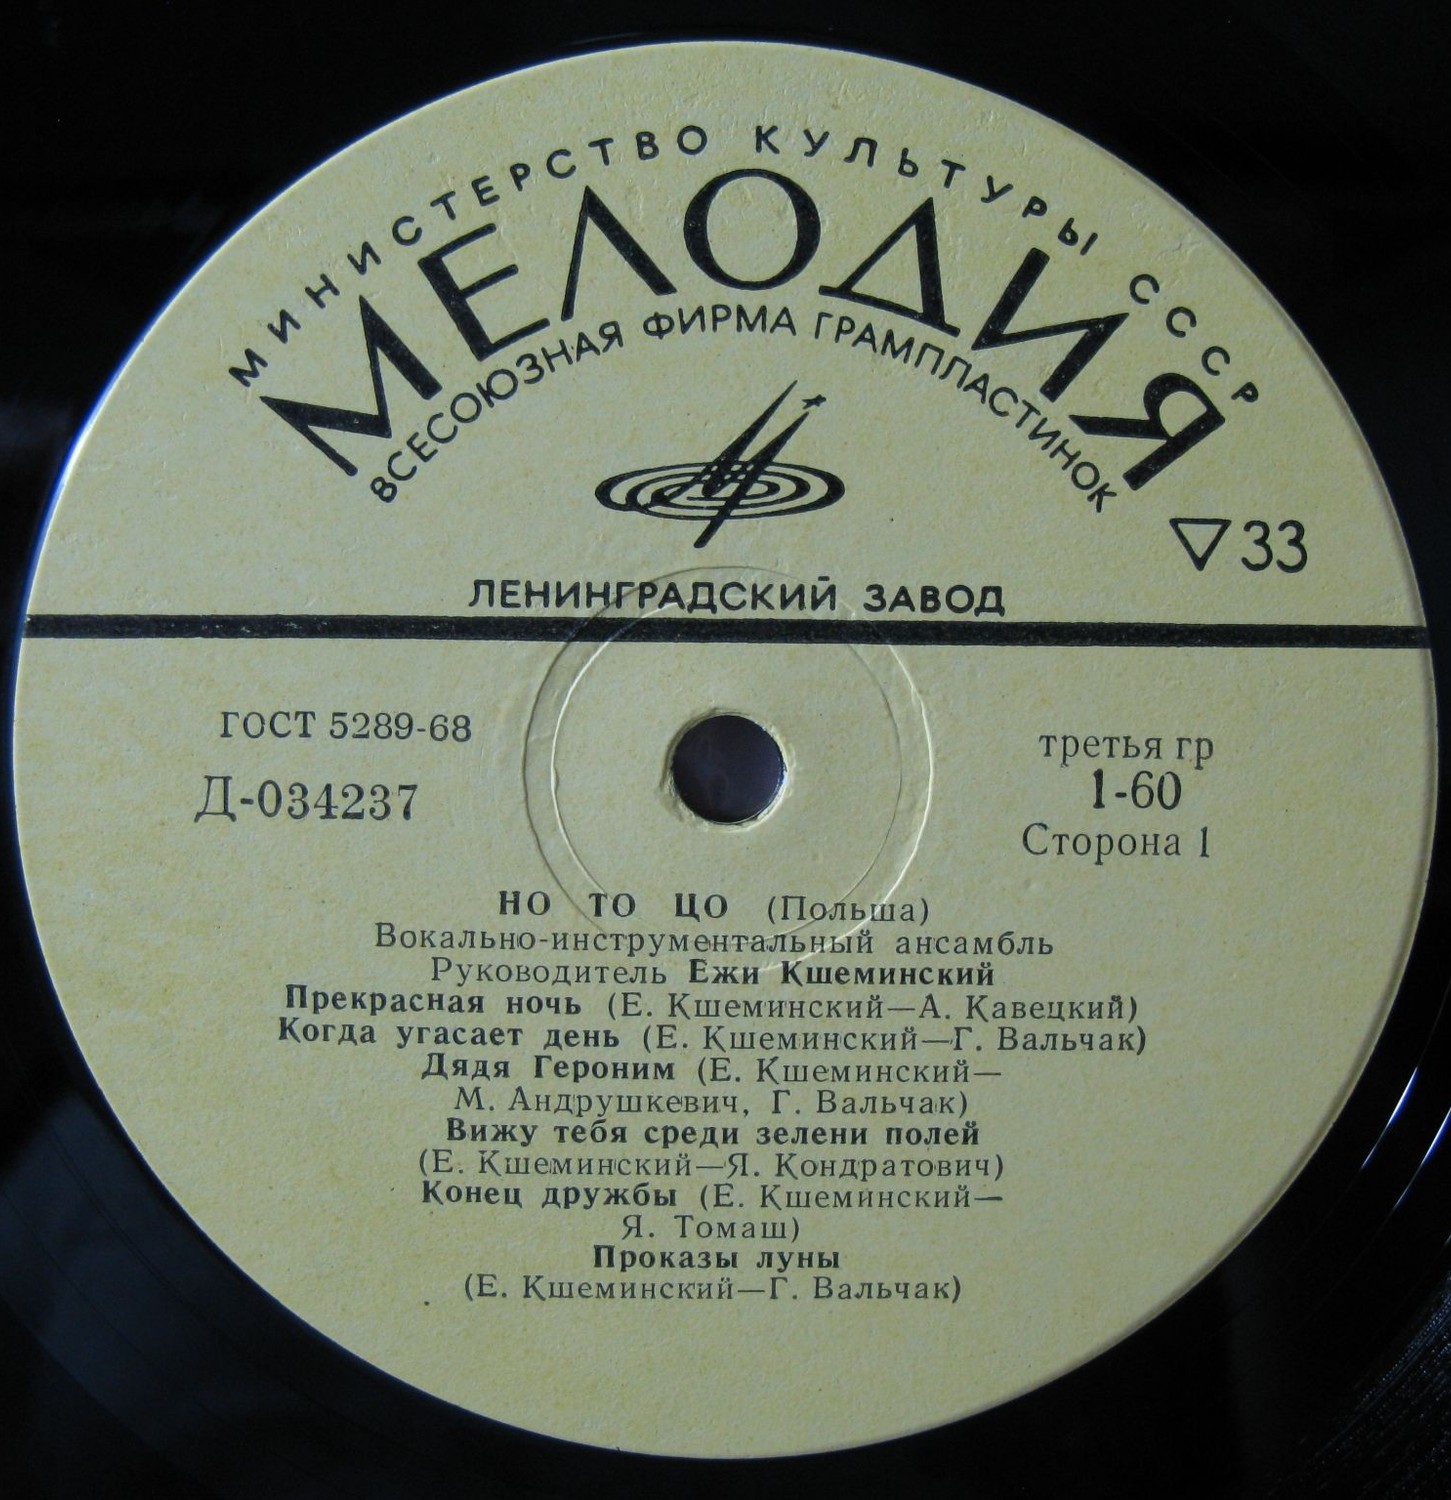 МИНИСТЕРСТВО КУЛЬТУРЫ СССР
МЕЛОДИЯ
ВСЕСОЮЗНАЯ ФИРМА ГРАМПЛАСТИНОК
33
ЛЕНИНГРАДСКИЙ ЗАВОД
ГОСТ 5289-68
Д-034237
третья гр
1-60
Сторона 1
НО ТО ЦО (Польша)
Вокально-инструментальный ансамбль
Руководитель Ежи Кшеминский
Прекрасная ночь (Е. Кшеминский—А. Кавецкий)
Когда угасает день (Е. Кшеминский—Г. Вальчак)
Дядя Героним (Е. Кшеминский—
М. Андрушкевич, Г. Вальчак)
Вижу тебя среди зелени полей
(Е. Кшеминский—Я. Кондратович)
Конец дружбы (Е. Кшеминский—
Я. Томаш)
Проказы луны
(Е. Кшеминский—Г. Вальчак)